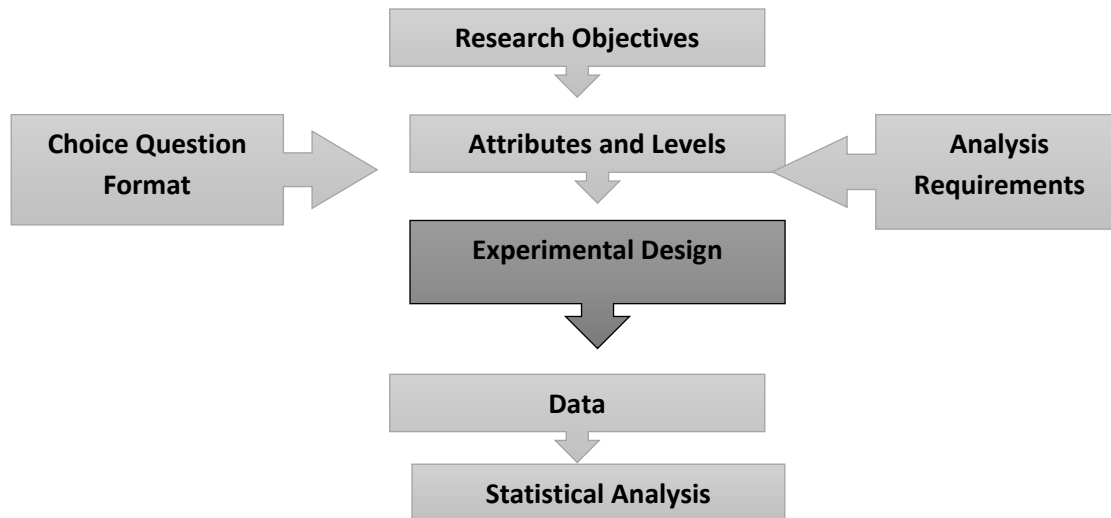 Research Objectives
Choice Question
Format
Attributes and Levels
Analysis
Requirements
Experimental Design
Data
Statistical Analysis